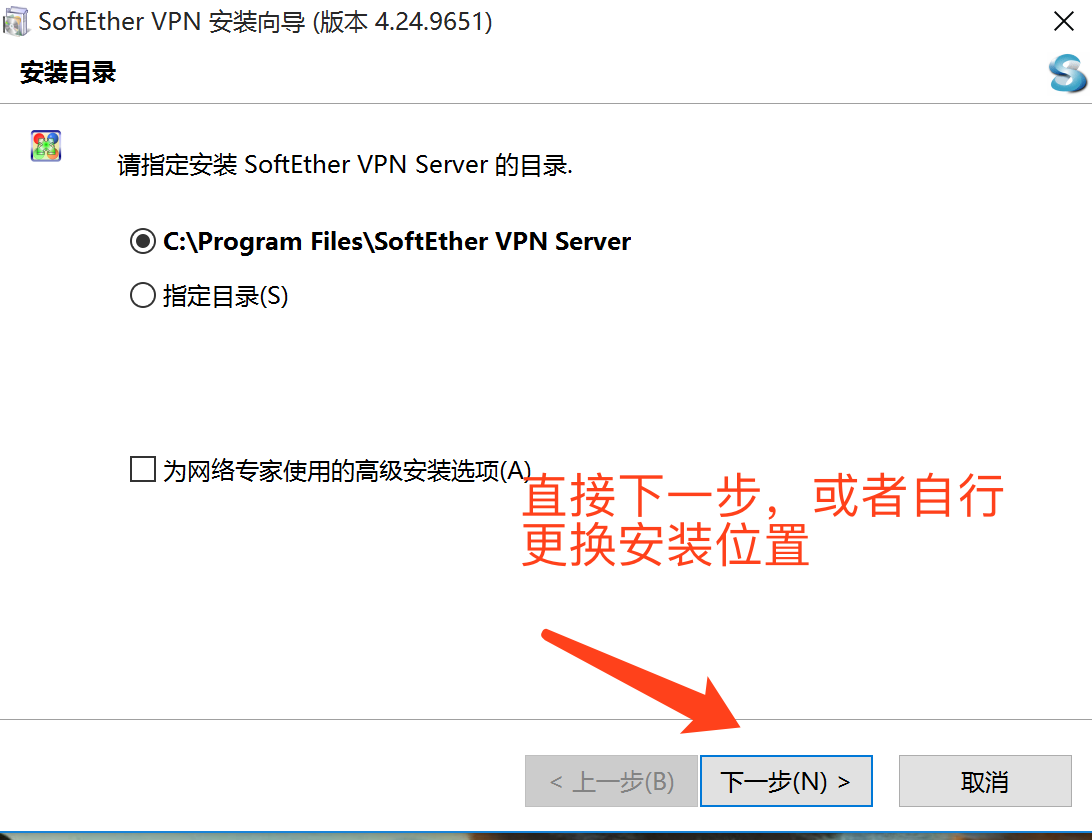 SoftEther VPN 安装向导 (版本 4.24.9651)
安装目录
请指定安装 SoftEther VPN Server 的目录.
C:\Program Files\SoftEther VPN Server
指定目录(S)
为网络专家使用的高级安装选项(A)
直接下一步，或者自行
更换安装位置
< 上一步(B)
下一步(N) >
取消